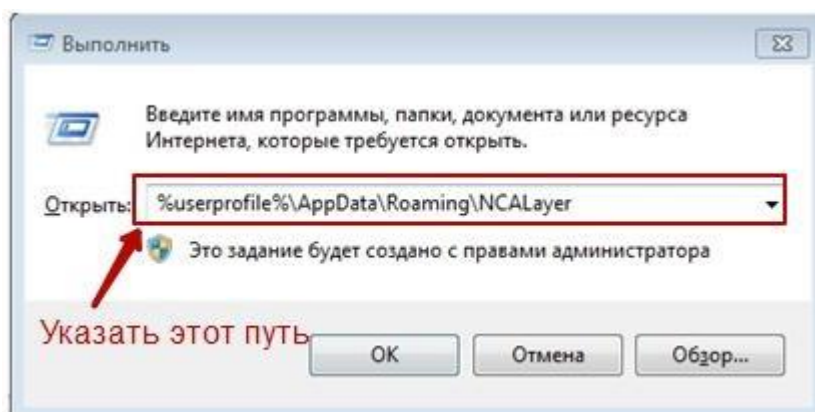 Выполнить
Введите имя программы, папки, документа или ресурса
Интернета, которые требуется открыть.
Открыть: %userprofile%\AppData\Roaming\NCALayer
Это задание будет создано с правами администратора
Указать этот путь
ОК Отмена Обзор...